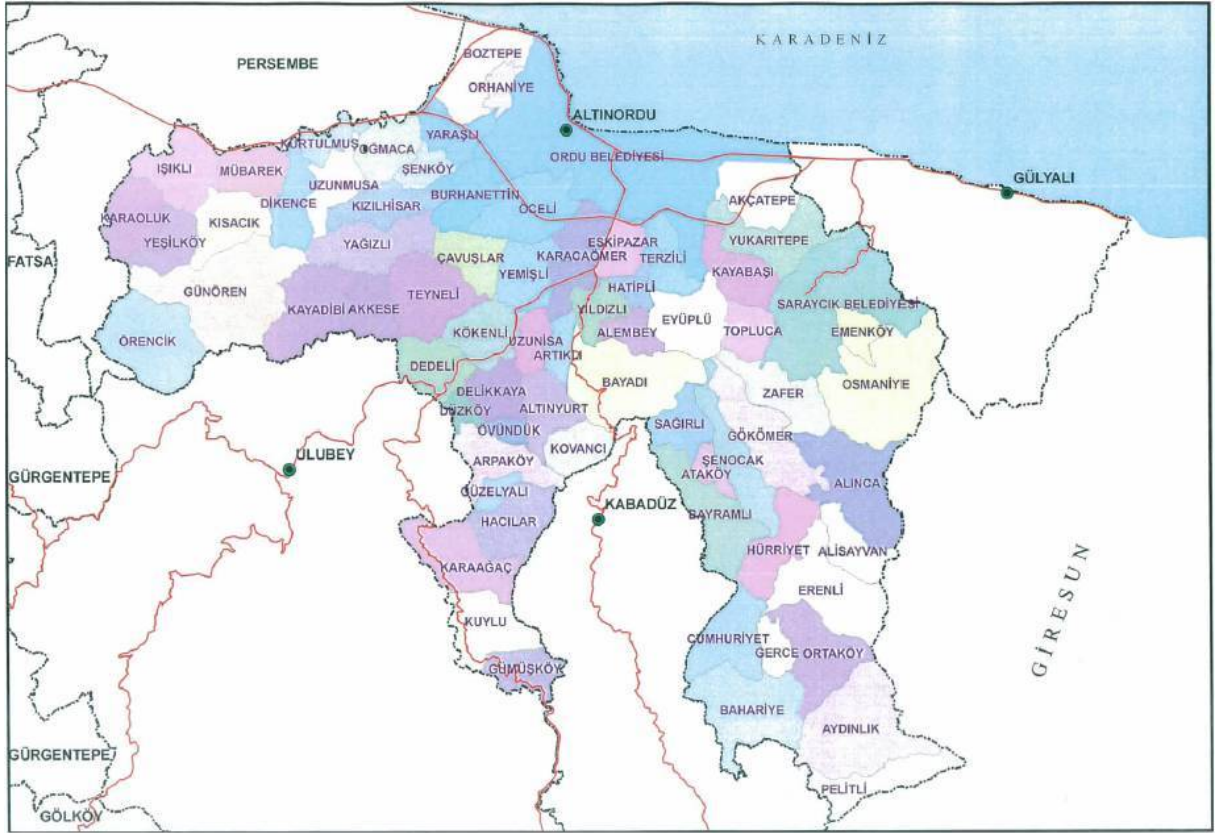 KARADENİZ
BOZTEPE
PERSEMBE
ORHANİYE
ALTINORDU
KURTULMUŞ
OĞMACA
YARAŞLI
ORDU BELEDİYESİ
IŞIKLI
MÜBAREK
ŞENKÖY
GÜLYALI
UZUNMUSA
BURHANETTİN
AKÇATEPE
KARAOLUK
KISACIK
DİKENCE
KIZILHİSAR
ÖCELİ
YEŞİLKÖY
YAĞIZLI
ESKİPAZAR
YUKARITEPE
FATSA
ÇAVUŞLAR
KARACAÖMER
TERZİLİ
YEMİŞLİ
KAYABAŞI
GÜNÖREN
TEYNELİ
HATİPLİ
SARAYCIK BELEDİYESİ
KAYADİBİ
AKKESE
YILDIZLI
EYÜPLÜ
ÖRENCİK
KÖKENLİ
ALEMBEY
TOPLUCA
EMENKÖY
UZUNİSA
ARTIKLI
DEDELİ
BAYADI
OSMANİYE
DELİKKAYA
ZAFER
DÜZKÖY
ALTINYURT
SAĞIRLI
ÖVÜNDÜK
GÖKÖMER
KOVANCI
ULUBEY
ARPAKÖY
ŞENOCAK
GÜRGENTEPE
ATAKÖY
ALINCA
GÜZELYALI
KABADÜZ
BAYRAMLI
HACILAR
HÜRRİYET
ALİSAYVAN
KARAAĞAÇ
ERENLİ
GİRESUN
KUYLU
CUMHURİYET
GERCE
ORTAKÖY
GÜMÜŞKÖY
BAHARİYE
AYDINLIK
GÜRGENTEPE
PELİTLİ
GÖLKÖY